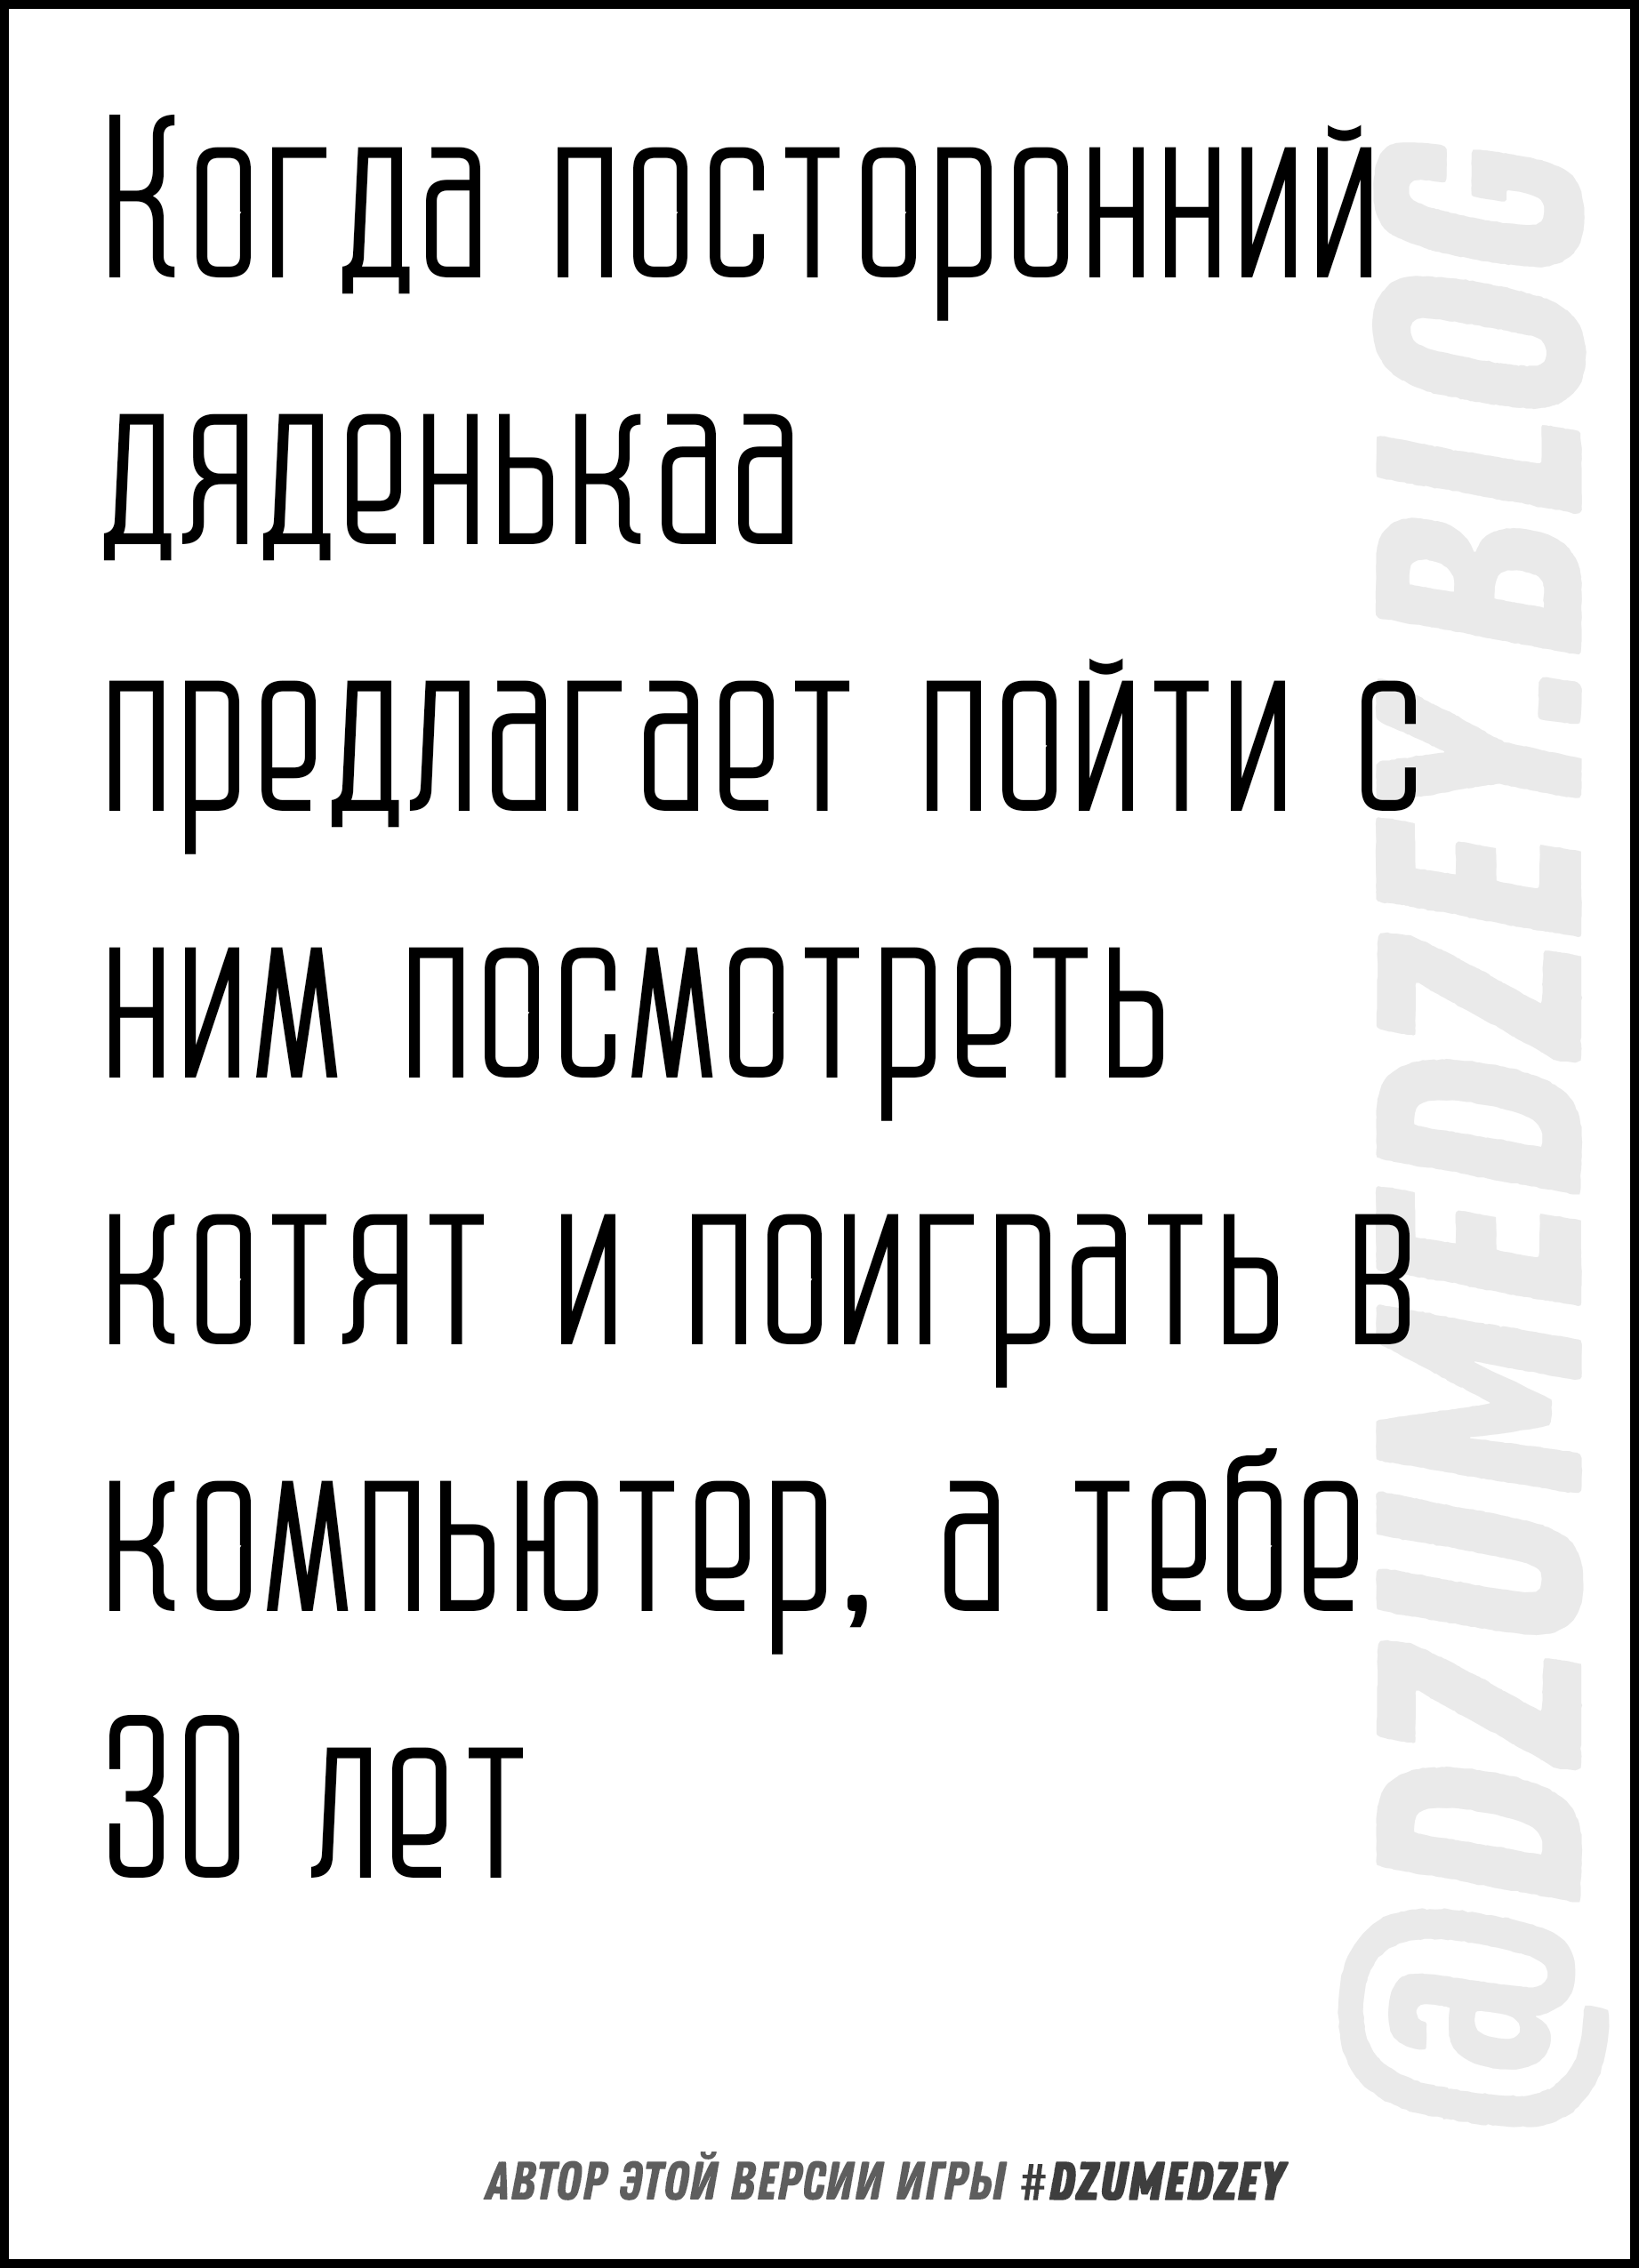 Когда посторонний
дяденькаа
предлагает пойти с
ним посмотреть
котят и поиграть в
компьютер, а тебе
30 лет
@DZUMEDZEY.BLOG
АВТОР ЭТОЙ ВЕРСИИ ИГРЫ #DZUMEDZEY